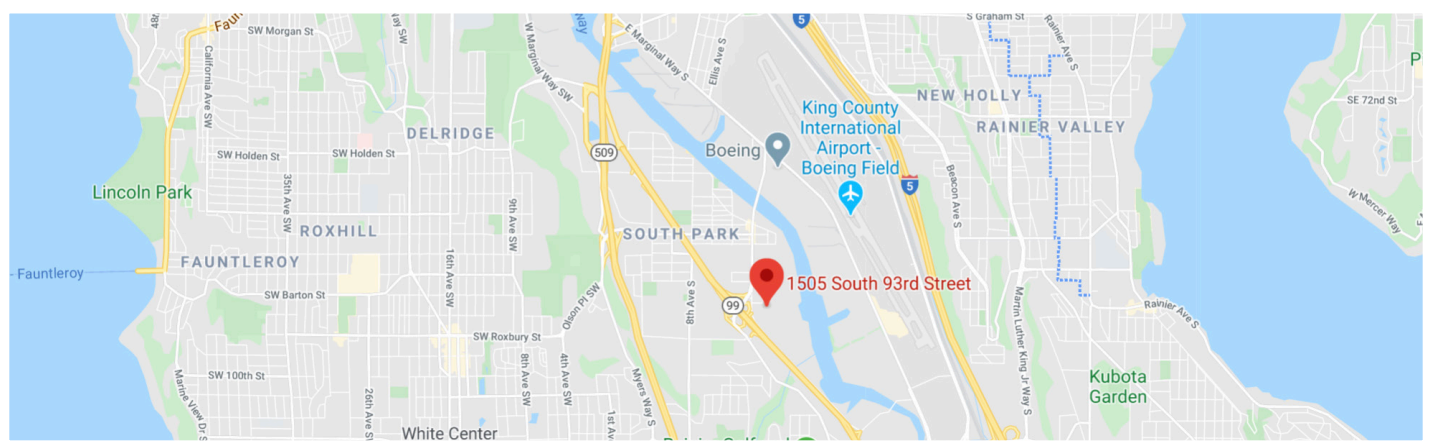 48th
Faun
SW Morgan St
California Ave SW
Way SW
W Marginal Way SW
Way
E Marginal Way S
Ellis Ave S
5
S Graham St
Rainier Ave S
P
SE 72nd St
DELRIDGE
NEW HOLLY
RAINIER VALLEY
King County
International
Airport -
Boeing Field
Boeing
509
SW Holden St
SW Holden St
Lincoln Park
35th Ave SW
9th Ave SW
5
Beacon Ave S
W Mercer Way
ROXHILL
SOUTH PARK
FAUNTLEROY
- Fauntleroy
16th Ave SW
SW Barton St
Olson Pl SW
8th Ave S
99
1505 South 93rd Street
Martin Luther King Jr Way S
Rainier Ave S
SW Roxbury St
SW 100th St
Marine View Dr S
26th Ave S
8th Ave SW
4th Ave SW
1st Av
Myers Way S
Kubota
Garden
White Center